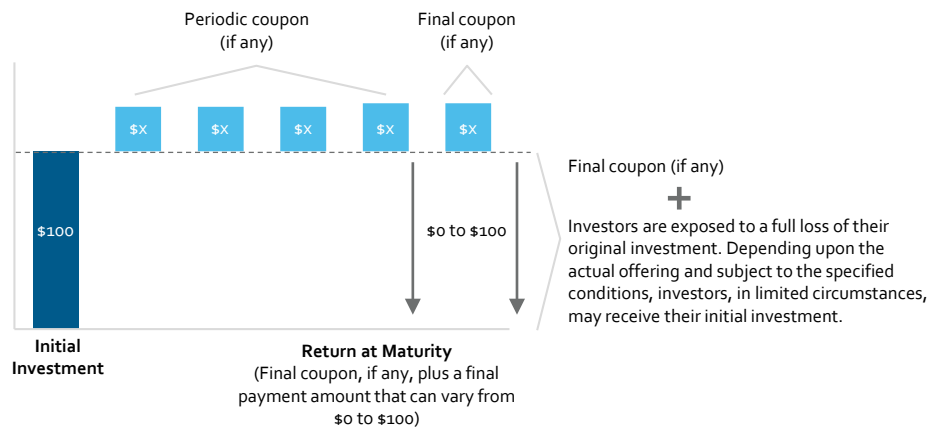 Periodic coupon
(if any)
Final coupon
(if any)
$X
$X
$X
$X
$X
$100
$0 to $100
Final coupon (if any)
+
Investors are exposed to a full loss of their
original investment. Depending upon the
actual offering and subject to the specified
conditions, investors, in limited circumstances,
may receive their initial investment.
Initial
Investment
Return at Maturity
(Final coupon, if any, plus a final
payment amount that can vary from
$0 to $100)